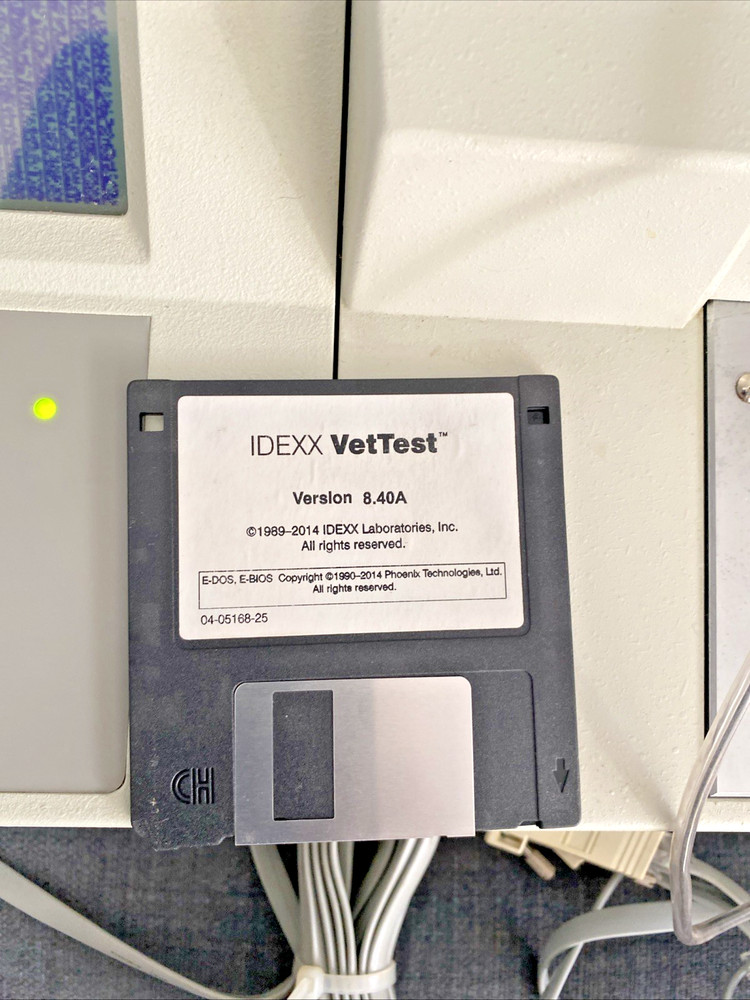 IDEXX VetTest™
Version 8.40A
©1989–2014 IDEXX Laboratories, Inc.
All rights reserved.
E-DOS, E-BIOS Copyright ©1990–2014 Phoenix Technologies, Ltd.
All rights reserved.
04-05168-25
CH